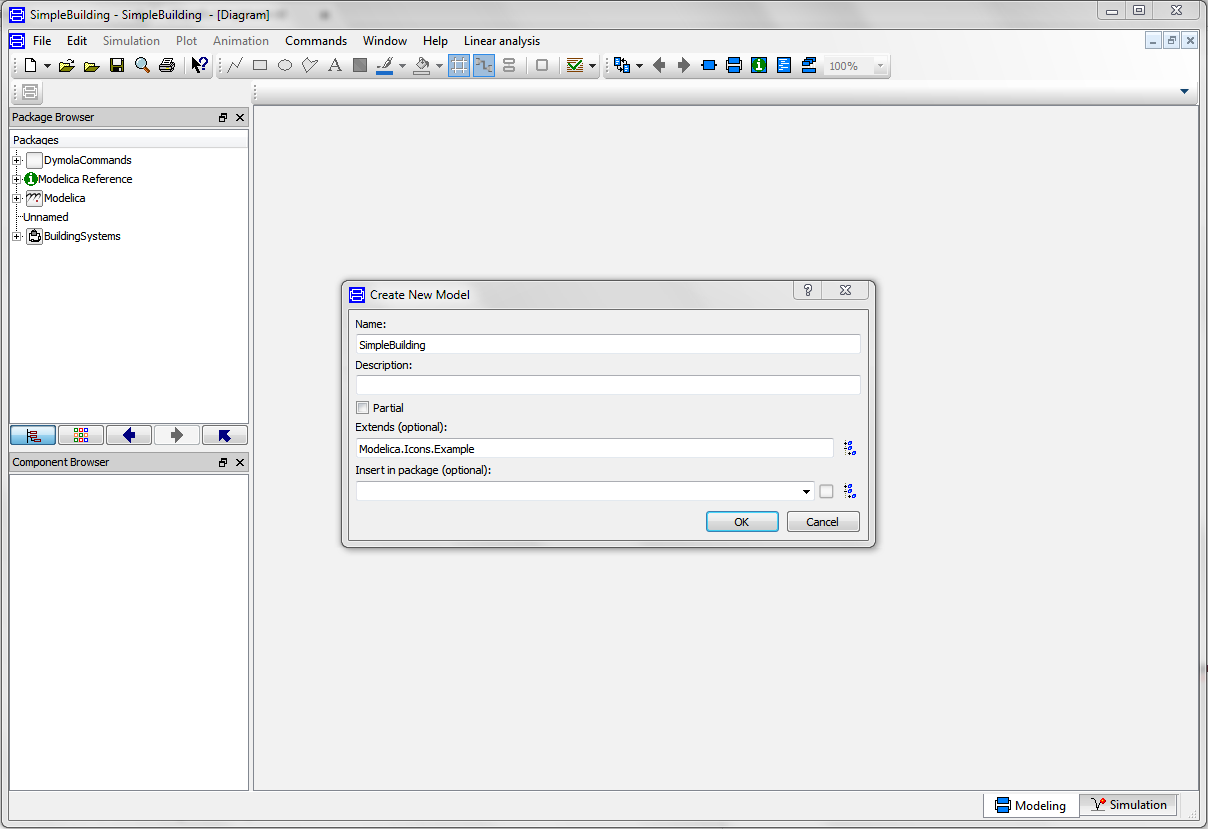 SimpleBuilding - SimpleBuilding - [Diagram]
File Edit Simulation Plot Animation Commands Window Help Linear analysis
100%
Package Browser
Packages
DymolaCommands
Modelica Reference
Modelica
Unnamed
BuildingSystems
Component Browser
Create New Model
Name:
SimpleBuilding
Description:
Partial
Extends (optional):
Modelica.Icons.Example
Insert in package (optional):
OK Cancel
Modeling Simulation